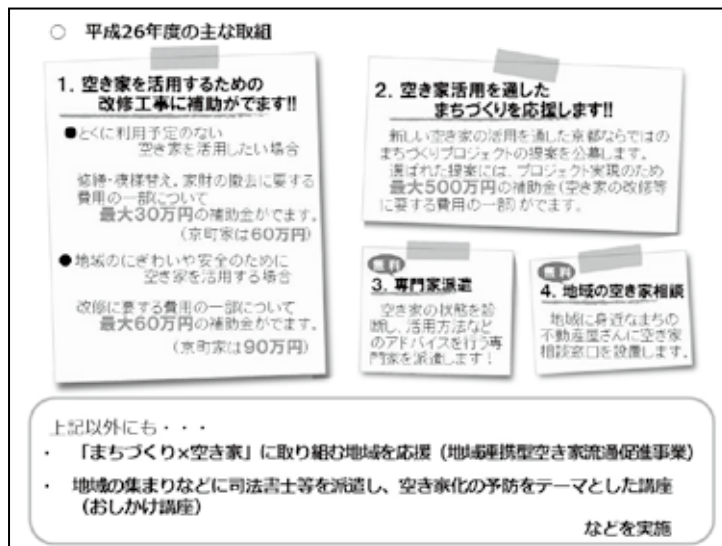 ○ 平成26年度の主な取組
1. 空き家を活用するための
改修工事に補助がでます!!
●とくに利用予定のない
空き家を活用したい場合
修繕・模様替え、家財の撤去に要する
費用の一部について
最大30万円の補助金がでます。
(京町家は60万円)
●地域のにぎわいや安全のために
空き家を活用する場合
改修に要する費用の一部について
最大60万円の補助金がでます。
(京町家は90万円)
2. 空き家活用を通した
まちづくりを応援します!!
新しい空き家の活用を通した京都ならではの
まちづくりプロジェクトの提案を公募します。
選ばれた提案には、プロジェクト実現のため
最大500万円の補助金(空き家の改修等
に要する費用の一部)がでます。
無料
3. 専門家派遣
空き家の状態を診
断し、活用方法など
のアドバイスを行う専
門家を派遣します!
無料
4. 地域の空き家相談
地域に身近なまちの
不動産屋さんに空き家
相談窓口を設置します。
上記以外にも・・・
・ 「まちづくり×空き家」に取り組む地域を応援（地域連携型空き家流通促進事業）
・ 地域の集まりなどに司法書士等を派遣し、空き家化の予防をテーマとした講座
（おしかけ講座）
などを実施